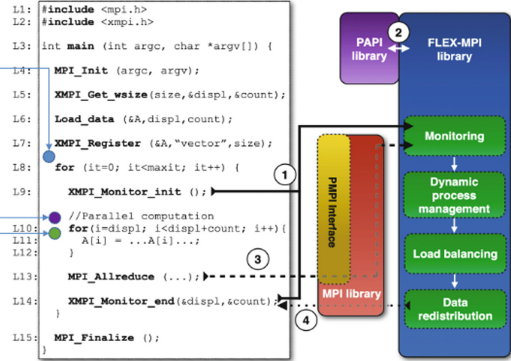 L1: #include <mpi.h>
L2: #include <xmpi.h>
L3: int main (int argc, char *argv[]) {
L4: MPI_Init (argc, argv);
L5: XMPI_Get_wsize(size,&displ,&count);
L6: Load_data (&A,displ,count);
L7: XMPI_Register (&A,"vector",size);
L8: for (it=0; it<maxit; it++) {
L9: XMPI_Monitor_init ();
//Parallel computation
L10: for(i=displ; i<displ+count; i++){
L11: A[i] = ...A[i]...;
L12: }
L13: MPI_Allreduce (...);
L14: XMPI_Monitor_end(&displ,&count);
}
L15: MPI_Finalize ();
}
1
3
4
PMPI Interface
MPI library
PAPI
library
2
FLEX-MPI
library
Monitoring
Dynamic
process
management
Load balancing
Data
redistribution